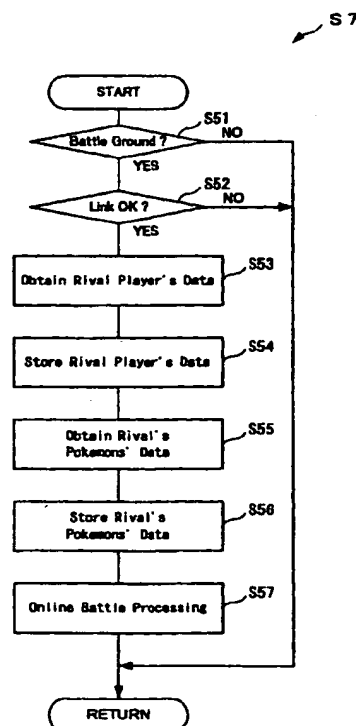 S 7
START
S51
Battle Ground ?
NO
YES
S52
Link OK ?
NO
YES
S53
Obtain Rival Player's Data
S54
Store Rival Player's Data
S55
Obtain Rival's
Pokemons' Data
S56
Store Rival's
Pokemons' Data
S57
Online Battle Processing
RETURN